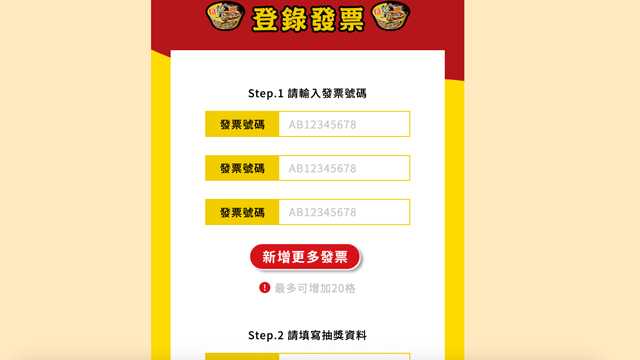 登錄發票
Step.1 請輸入發票號碼
發票號碼 AB12345678
發票號碼 AB12345678
發票號碼 AB12345678
新增更多發票
! 最多可增加20格
Step.2 請填寫抽獎資料